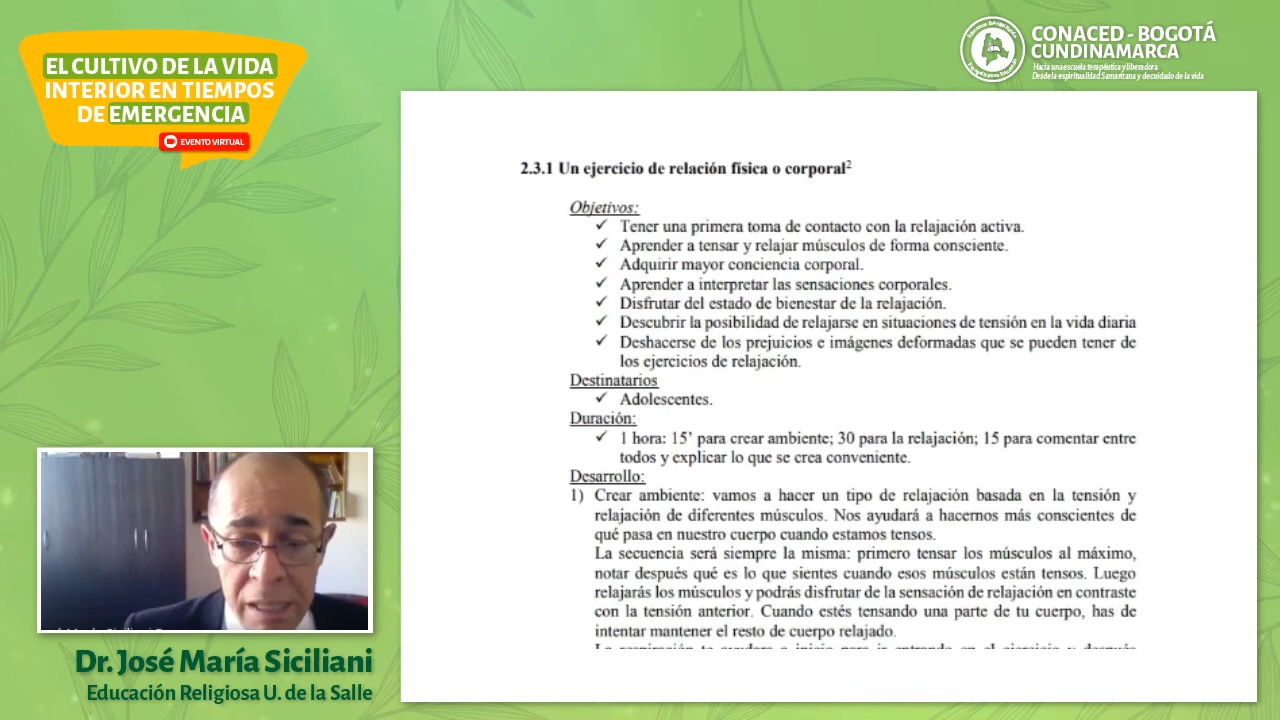 EL CULTIVO DE LA VIDA
INTERIOR EN TIEMPOS
DE EMERGENCIA
EVENTO VIRTUAL
CONACED - BOGOTÁ
CUNDINAMARCA
Hacia una escuela terapéutica y liberadora.
Desde la espiritualidad Samaritana y de cuidado de la vida
2.3.1 Un ejercicio de relación física o corporal²
Objetivos:
✓ Tener una primera toma de contacto con la relajación activa.
✓ Aprender a tensar y relajar músculos de forma consciente.
✓ Adquirir mayor conciencia corporal.
✓ Aprender a interpretar las sensaciones corporales.
✓ Disfrutar del estado de bienestar de la relajación.
✓ Descubrir la posibilidad de relajarse en situaciones de tensión en la vida diaria
✓ Deshacerse de los prejuicios e imágenes deformadas que se pueden tener de
los ejercicios de relajación.
Destinatarios
✓ Adolescentes.
Duración:
✓ 1 hora: 15’ para crear ambiente; 30 para la relajación; 15 para comentar entre
todos y explicar lo que se crea conveniente.
Desarrollo:
1) Crear ambiente: vamos a hacer un tipo de relajación basada en la tensión y
relajación de diferentes músculos. Nos ayudará a hacernos más conscientes de
qué pasa en nuestro cuerpo cuando estamos tensos.
La secuencia será siempre la misma: primero tensar los músculos al máximo,
notar después qué es lo que sientes cuando esos músculos están tensos. Luego
relajarás los músculos y podrás disfrutar de la sensación de relajación en contraste
con la tensión anterior. Cuando estés tensando una parte de tu cuerpo, has de
intentar mantener el resto de cuerpo relajado.
Dr. José María Siciliani
Educación Religiosa U. de la Salle